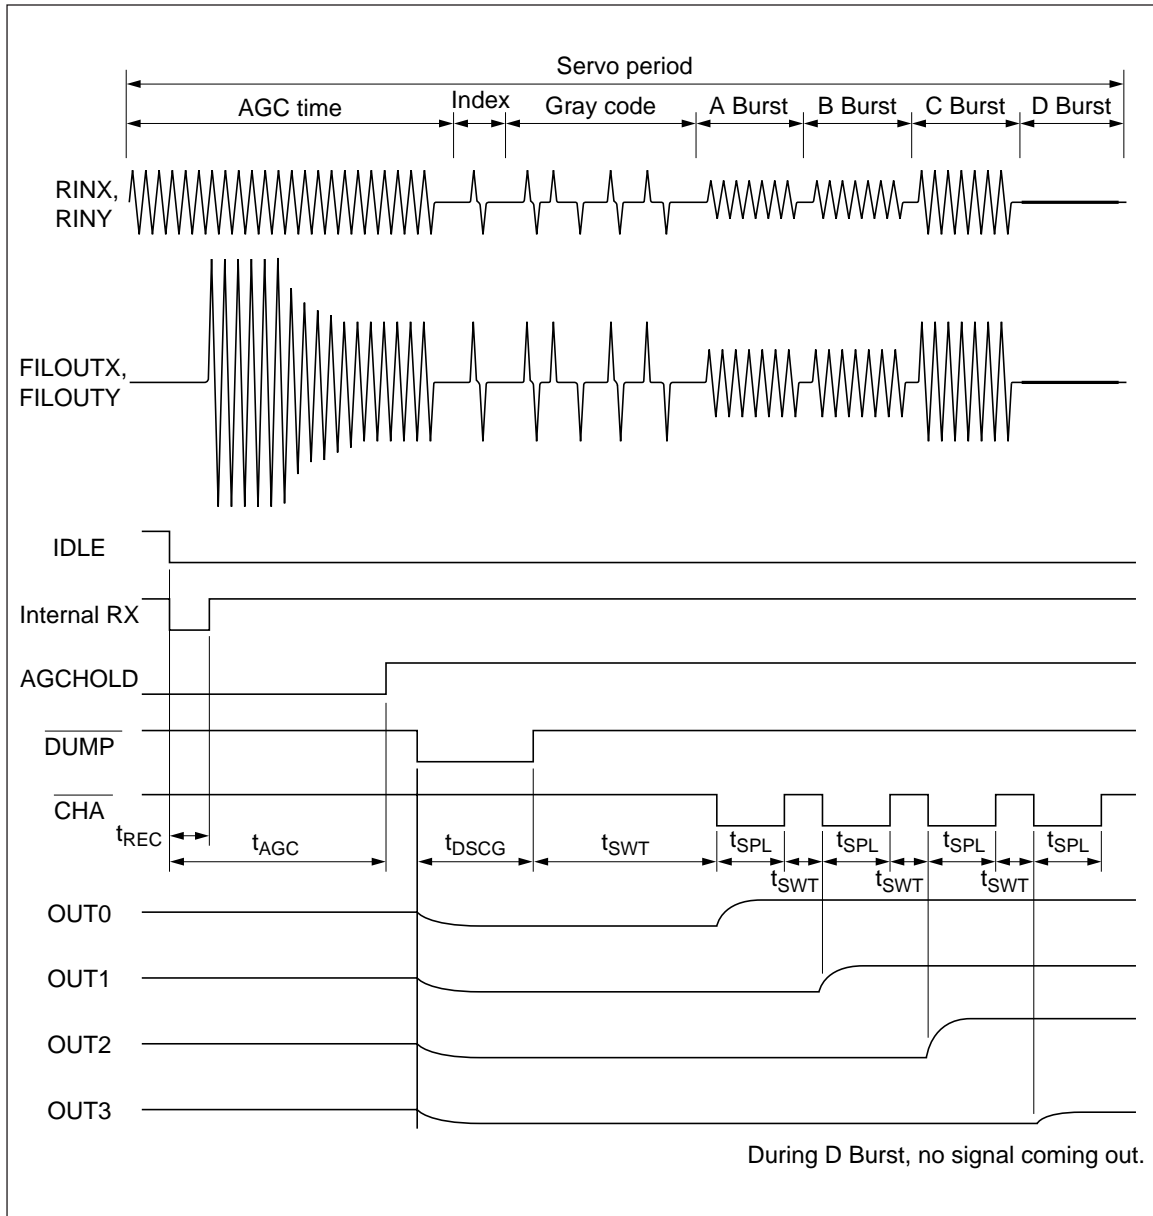 Servo period
AGC time
Index
Gray code
A Burst
B Burst
C Burst
D Burst
RINX,
RINY
FILOUTX,
FILOUTY
IDLE
Internal RX
AGCHOLD
DUMP
CHA
tREC
tAGC
tDSCG
tSWT
tSPL
tSPL
tSPL
tSPL
tSWT
tSWT
tSWT
OUT0
OUT1
OUT2
OUT3
During D Burst, no signal coming out.